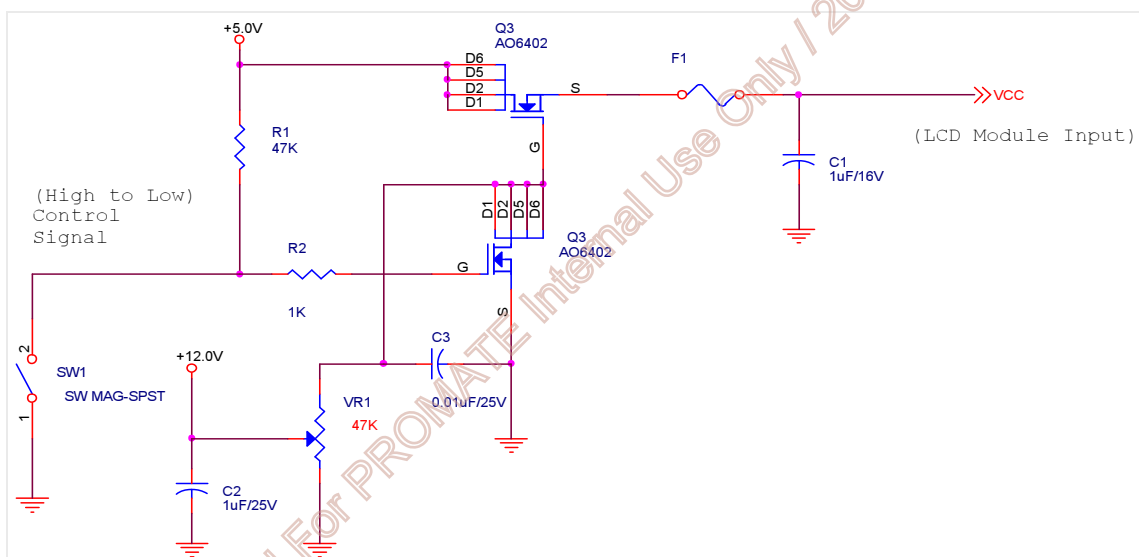 +5.0V
Q3
AO6402
D6
D5
D2
D1
S
G
F1
VCC
(LCD Module Input)
R1
47K
C1
1uF/16V
(High to Low)
Control
Signal
D1
D2
D5
D6
Q3
AO6402
R2
1K
G
S
C3
0.01uF/25V
+12.0V
2
SW1
SW MAG-SPST
1
VR1
47K
C2
1uF/25V
For PROMATE Internal Use Only / 20